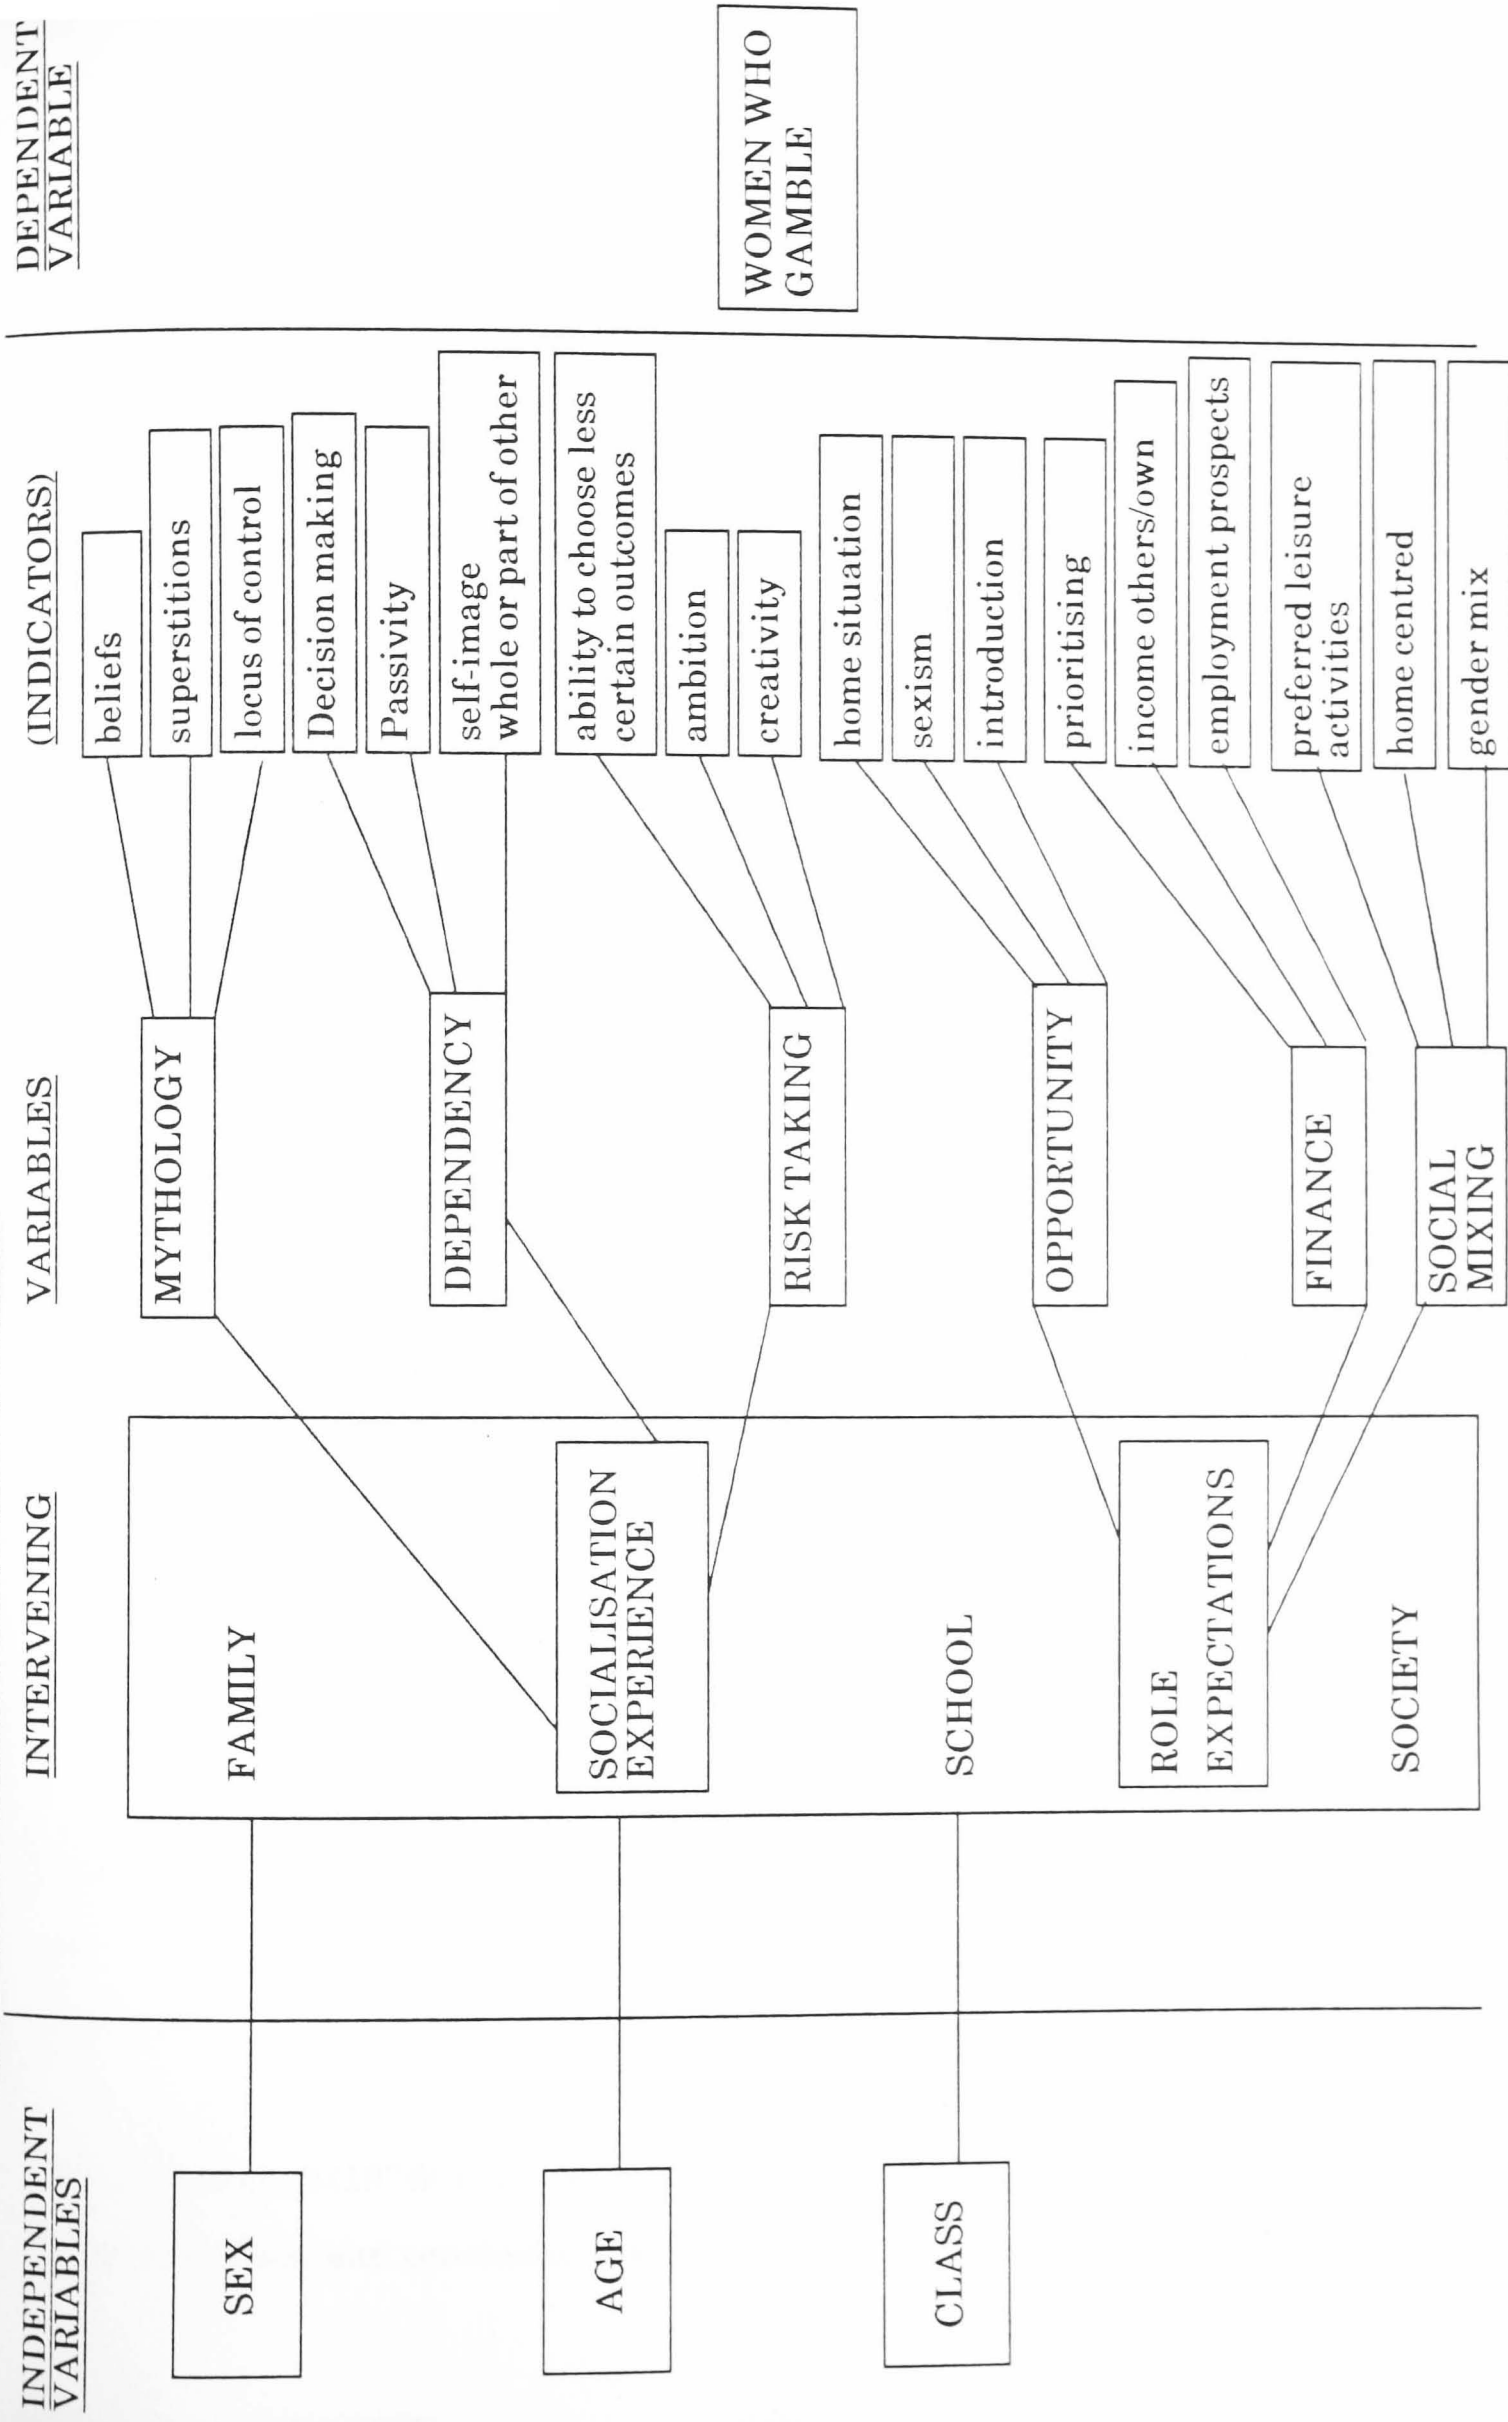 INDEPENDENT
VARIABLES
INTERVENING
VARIABLES
(INDICATORS)
DEPENDENT
VARIABLE
SEX
AGE
CLASS
FAMILY
SOCIALISATION
EXPERIENCE
SCHOOL
ROLE
EXPECTATIONS
SOCIETY
MYTHOLOGY
DEPENDENCY
RISK TAKING
OPPORTUNITY
FINANCE
SOCIAL
MIXING
beliefs
superstitions
locus of control
Decision making
Passivity
self-image
whole or part of other
ability to choose less
certain outcomes
ambition
creativity
home situation
sexism
introduction
prioritising
income others/own
employment prospects
preferred leisure
activities
home centred
gender mix
WOMEN WHO
GAMBLE